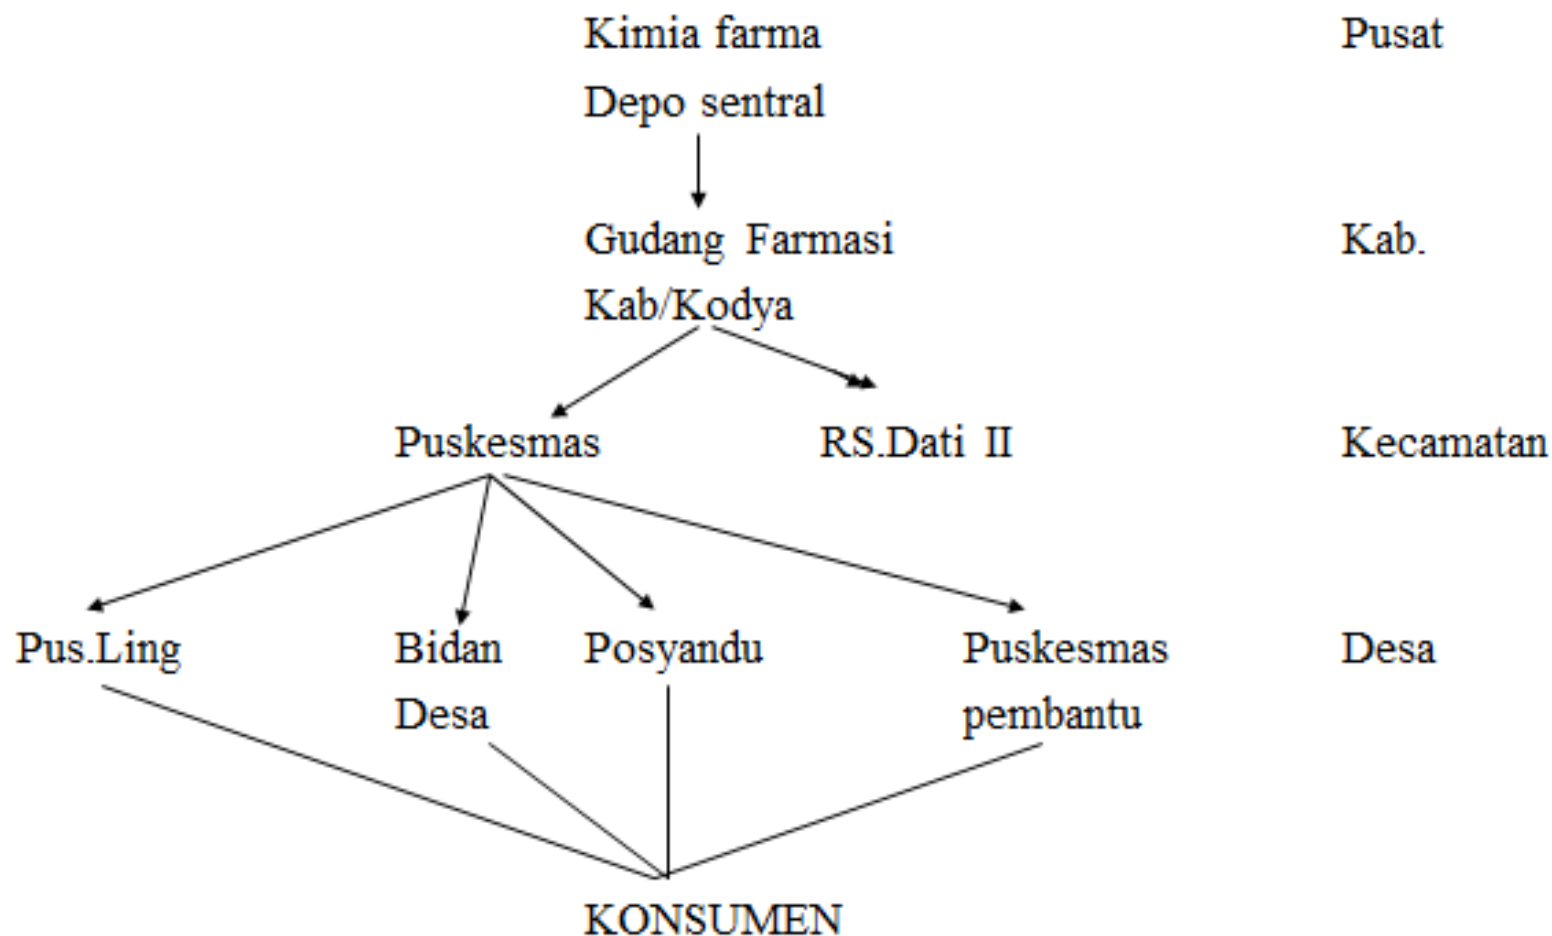 Kimia farma Pusat
Depo sentral
Gudang Farmasi Kab.
Kab/Kodya
Puskesmas RS.Dati II Kecamatan
Pus.Ling Bidan Posyandu Puskesmas Desa
Desa pembantu
KONSUMEN